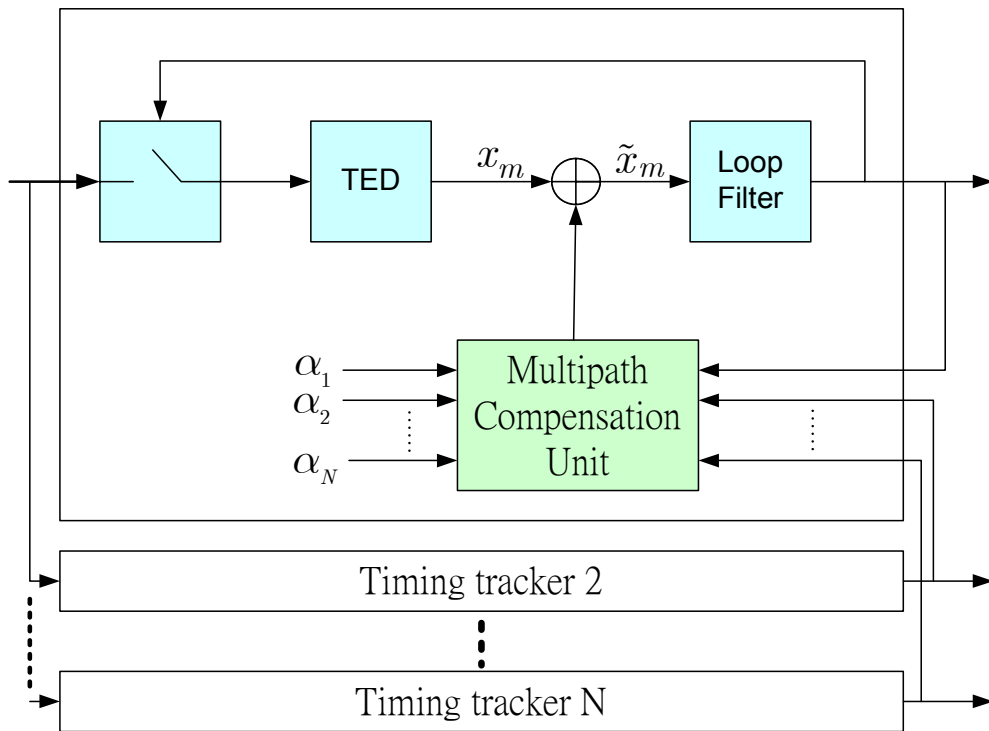 TED
x_m
x̃_m
Loop
Filter
α_1
α_2
α_N
Multipath
Compensation
Unit
Timing tracker 2
Timing tracker N